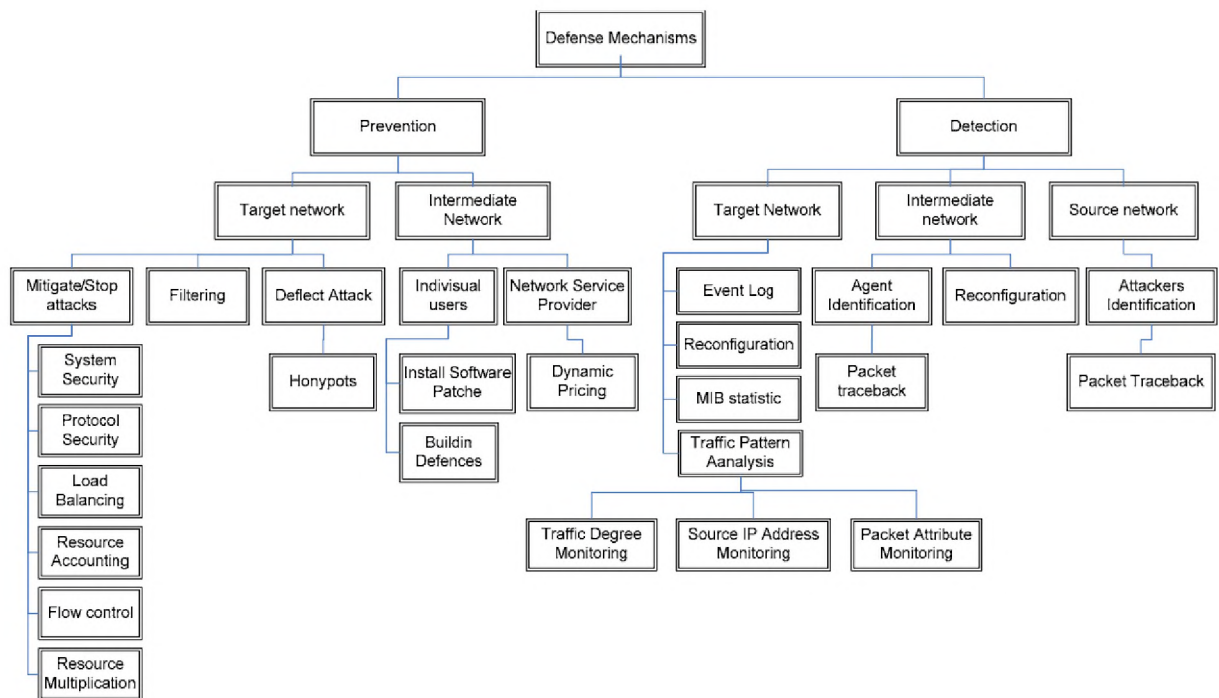 Defense Mechanisms
Prevention
Detection
Target network
Intermediate
Network
Target Network
Intermediate
network
Source network
Mitigate/Stop
attacks
Filtering
Deflect Attack
Indivisual
users
Network Service
Provider
Event Log
Agent
Identification
Reconfiguration
Attackers
Identification
System
Security
Honypots
Install Software
Patche
Dynamic
Pricing
Reconfiguration
Packet
traceback
Packet Traceback
MIB statistic
Protocol
Security
Buildin
Defences
Traffic Pattern
Aanalysis
Load
Balancing
Resource
Accounting
Traffic Degree
Monitoring
Source IP Address
Monitoring
Packet Attribute
Monitoring
Flow control
Resource
Multiplication